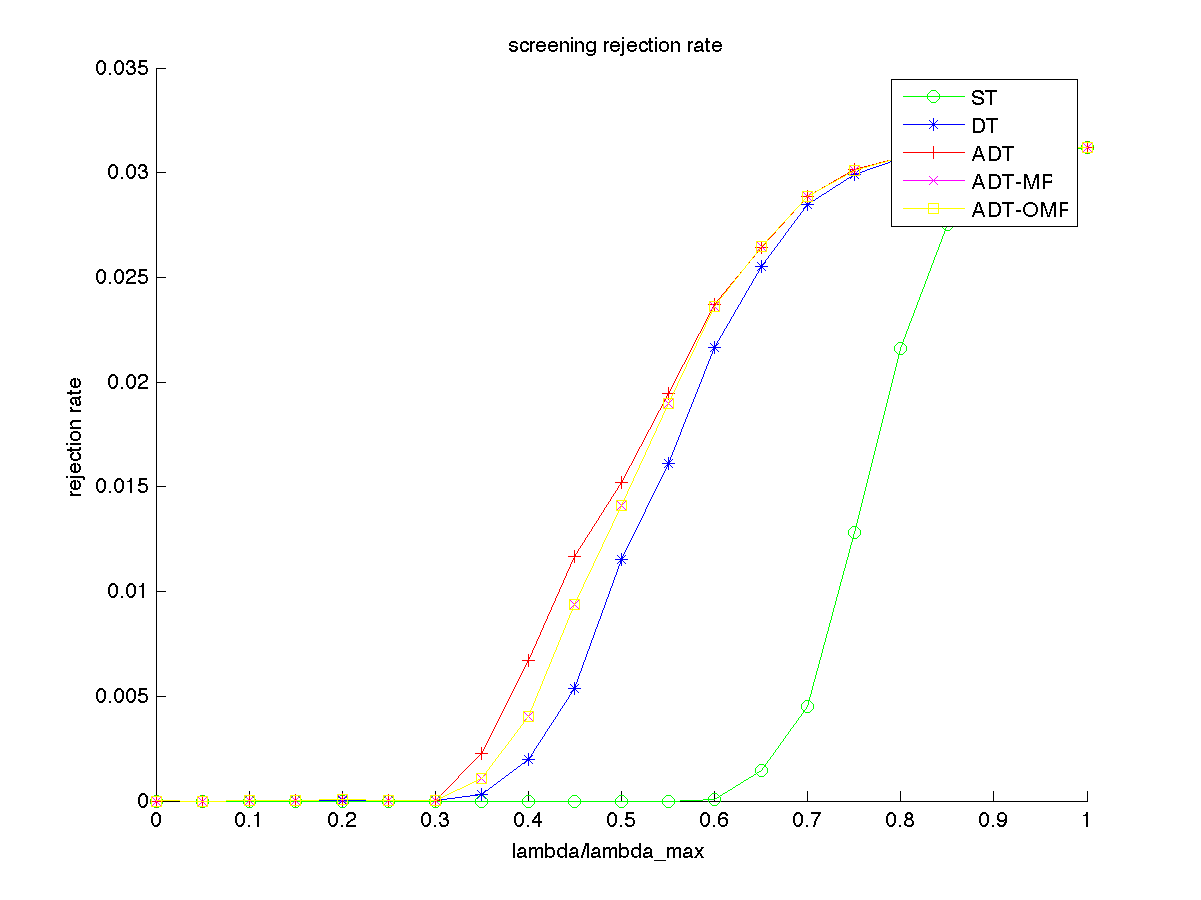 screening rejection rate
0.035
0.03
0.025
0.02
0.015
0.01
0.005
0
rejection rate
ST
DT
ADT
ADT-MP
ADT-OMP
0 0.1 0.2 0.3 0.4 0.5 0.6 0.7 0.8 0.9 1
lambda/lambda_max